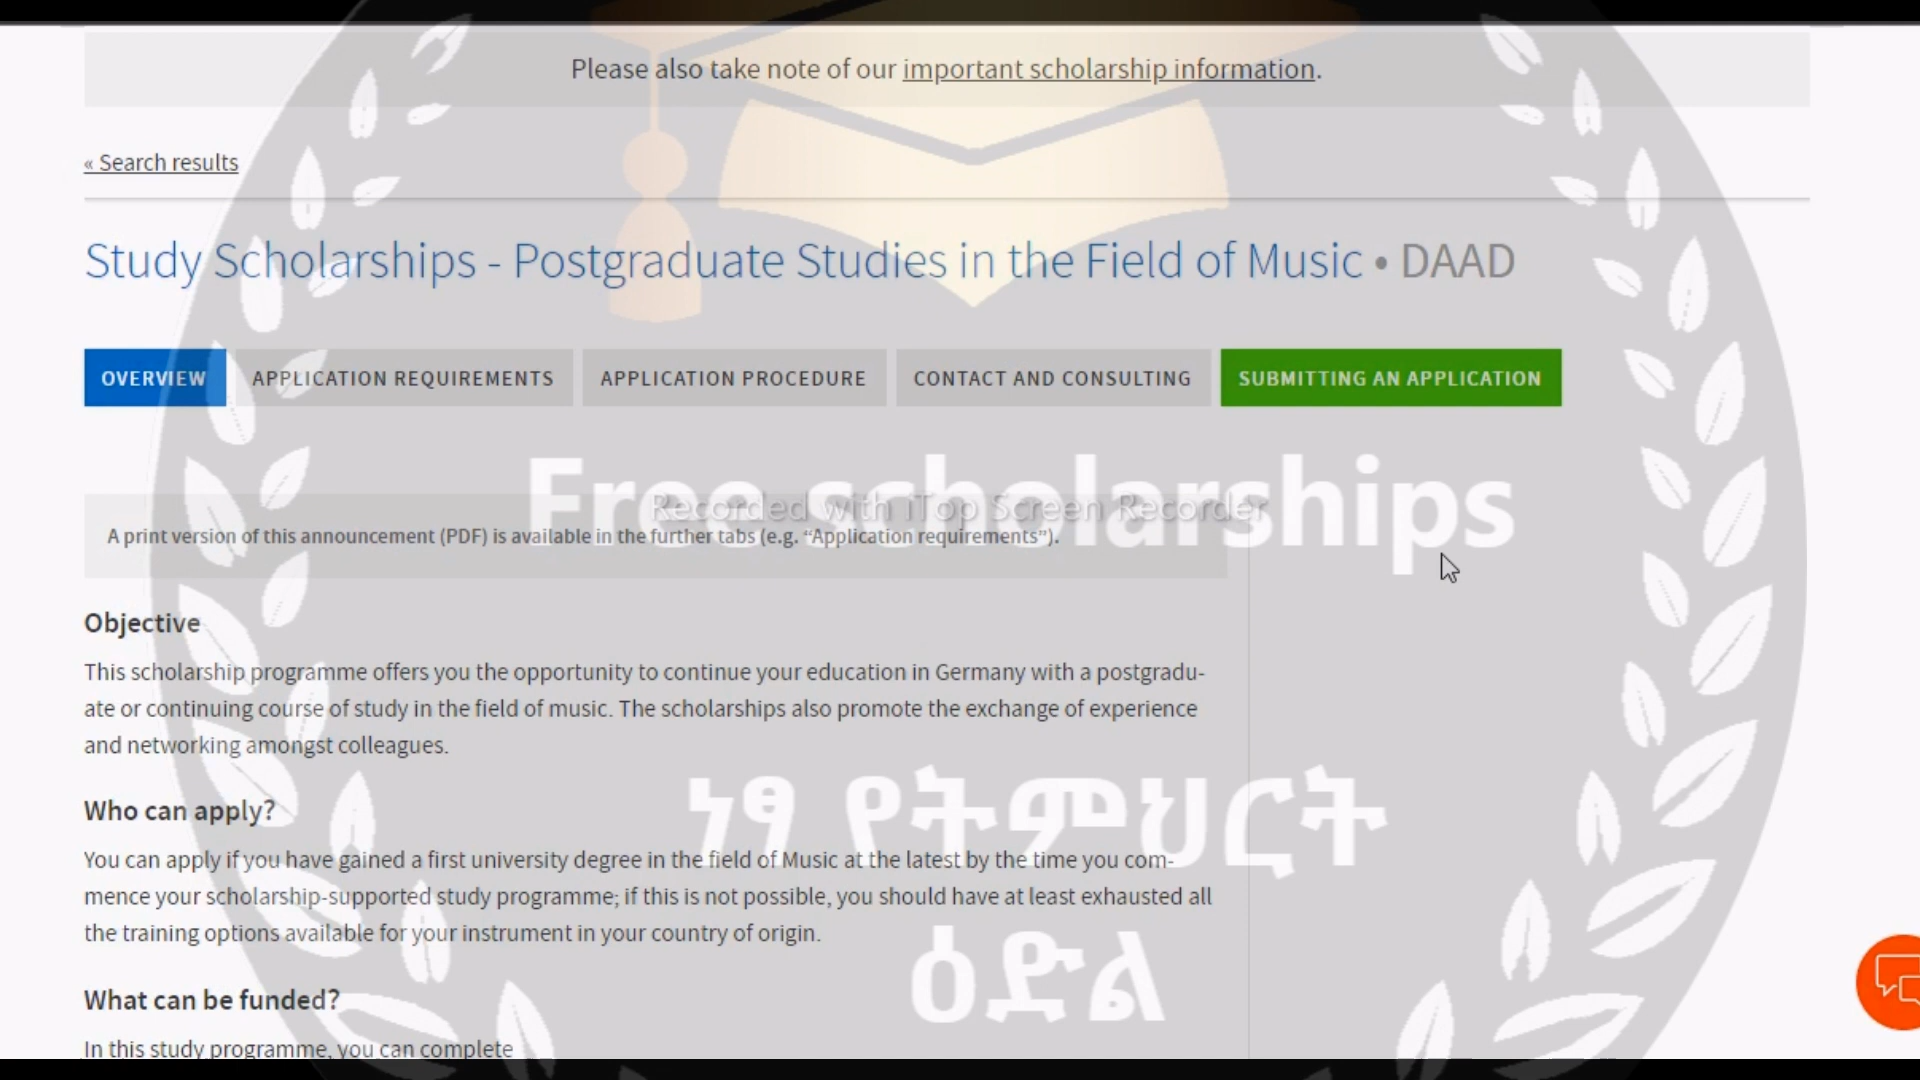 Please also take note of our important scholarship information.
« Search results
Study Scholarships - Postgraduate Studies in the Field of Music • DAAD
OVERVIEW
APPLICATION REQUIREMENTS
APPLICATION PROCEDURE
CONTACT AND CONSULTING
SUBMITTING AN APPLICATION
Free scholarships
Recorded with iTop Screen Recorder
A print version of this announcement (PDF) is available in the further tabs (e.g. “Application requirements”).
Objective
This scholarship programme offers you the opportunity to continue your education in Germany with a postgradu-
ate or continuing course of study in the field of music. The scholarships also promote the exchange of experience
and networking amongst colleagues.
ነፃ የትምህርት
ዕድል
Who can apply?
You can apply if you have gained a first university degree in the field of Music at the latest by the time you com-
mence your scholarship-supported study programme; if this is not possible, you should have at least exhausted all
the training options available for your instrument in your country of origin.
What can be funded?
In this study programme, you can complete